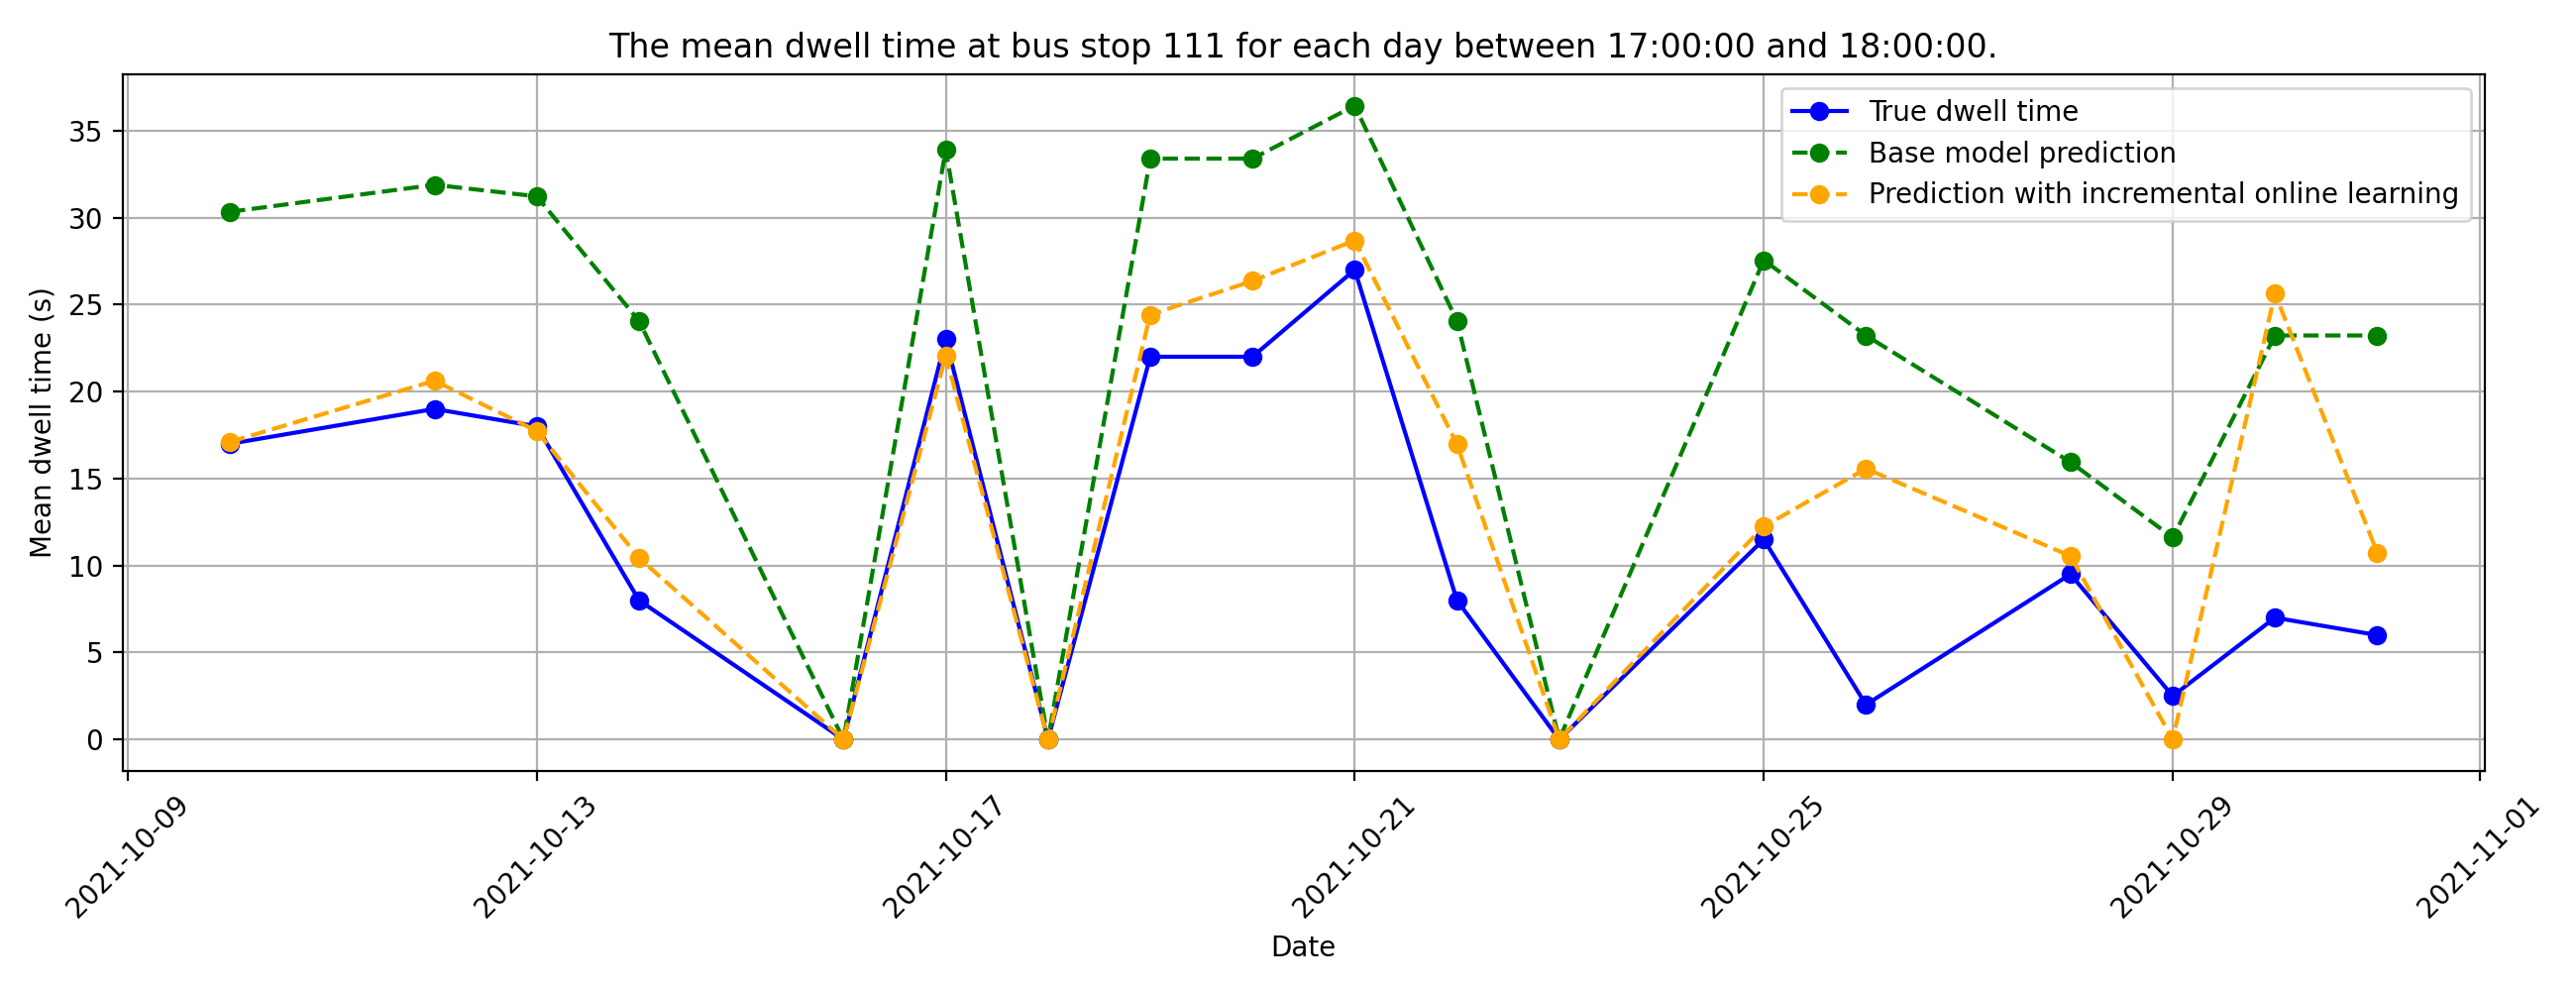 The mean dwell time at bus stop 111 for each day between 17:00:00 and 18:00:00.
True dwell time
Base model prediction
Prediction with incremental online learning
Mean dwell time (s)
35
30
25
20
15
10
5
0
2021-10-09
2021-10-13
2021-10-17
2021-10-21
2021-10-25
2021-10-29
2021-11-01
Date